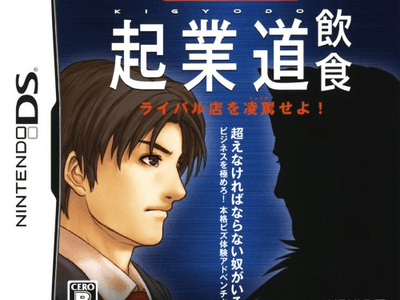 KIGYODO
起業道
飲食
ライバル店を凌駕せよ!
NINTENDO DS
超えなければならない奴がいる
ビジネスを極めろ!本格ビズ体験アドベンチ
CERO
B